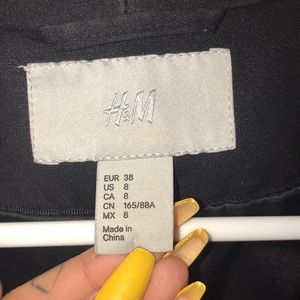 H&M
EUR 38
US 8
CA 8
CN 165/88A
MX 8
Made in
China